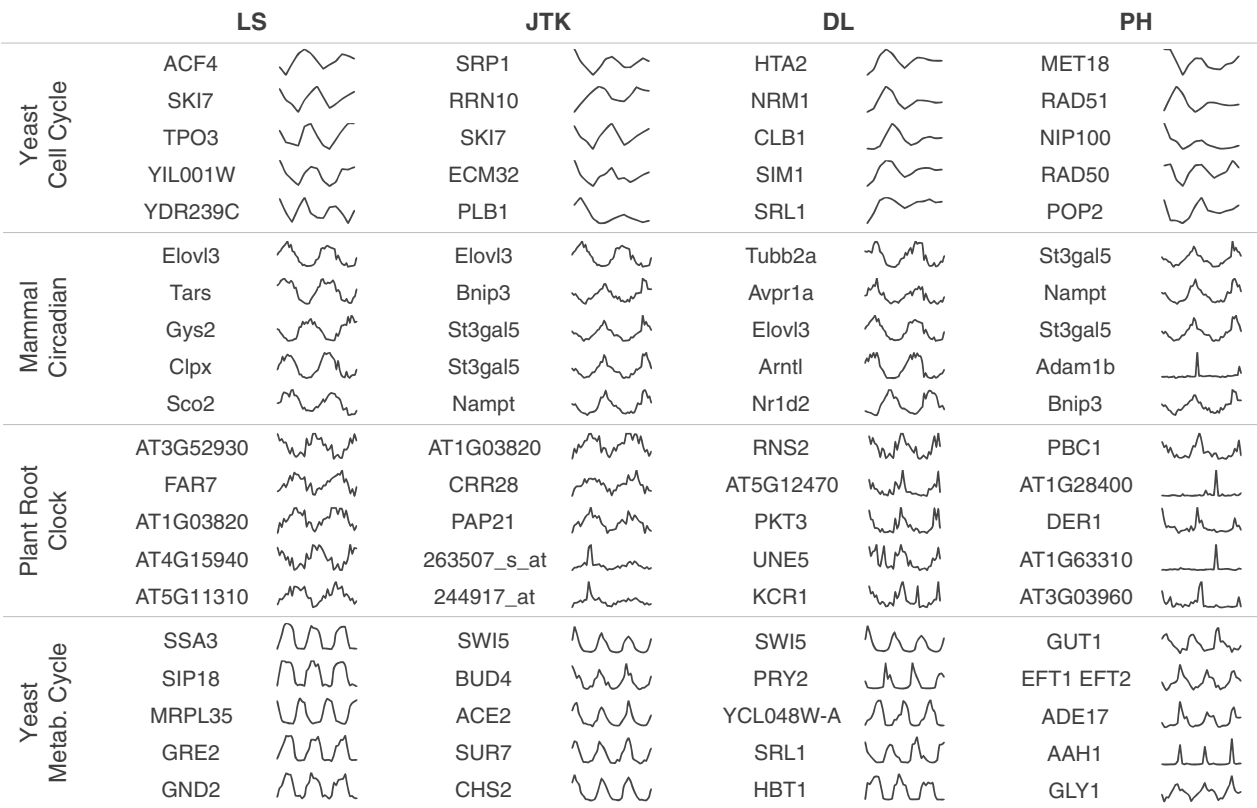 LS JTK DL PH
Yeast
Cell Cycle
ACF4 SRP1 HTA2 MET18
SKI7 RRN10 NRM1 RAD51
TPO3 SKI7 CLB1 NIP100
YIL001W ECM32 SIM1 RAD50
YDR239C PLB1 SRL1 POP2
Mammal
Circadian
Elovl3 Elovl3 Tubb2a St3gal5
Tars Bnip3 Avpr1a Nampt
Gys2 St3gal5 Elovl3 St3gal5
Clpx St3gal5 Arntl Adam1b
Sco2 Nampt Nr1d2 Bnip3
Plant Root
Clock
AT3G52930 AT1G03820 RNS2 PBC1
FAR7 CRR28 AT5G12470 AT1G28400
AT1G03820 PAP21 PKT3 DER1
AT4G15940 263507_s_at UNE5 AT1G63310
AT5G11310 244917_at KCR1 AT3G03960
Yeast
Metab. Cycle
SSA3 SWI5 SWI5 GUT1
SIP18 BUD4 PRY2 EFT1 EFT2
MRPL35 ACE2 YCL048W-A ADE17
GRE2 SUR7 SRL1 AAH1
GND2 CHS2 HBT1 GLY1